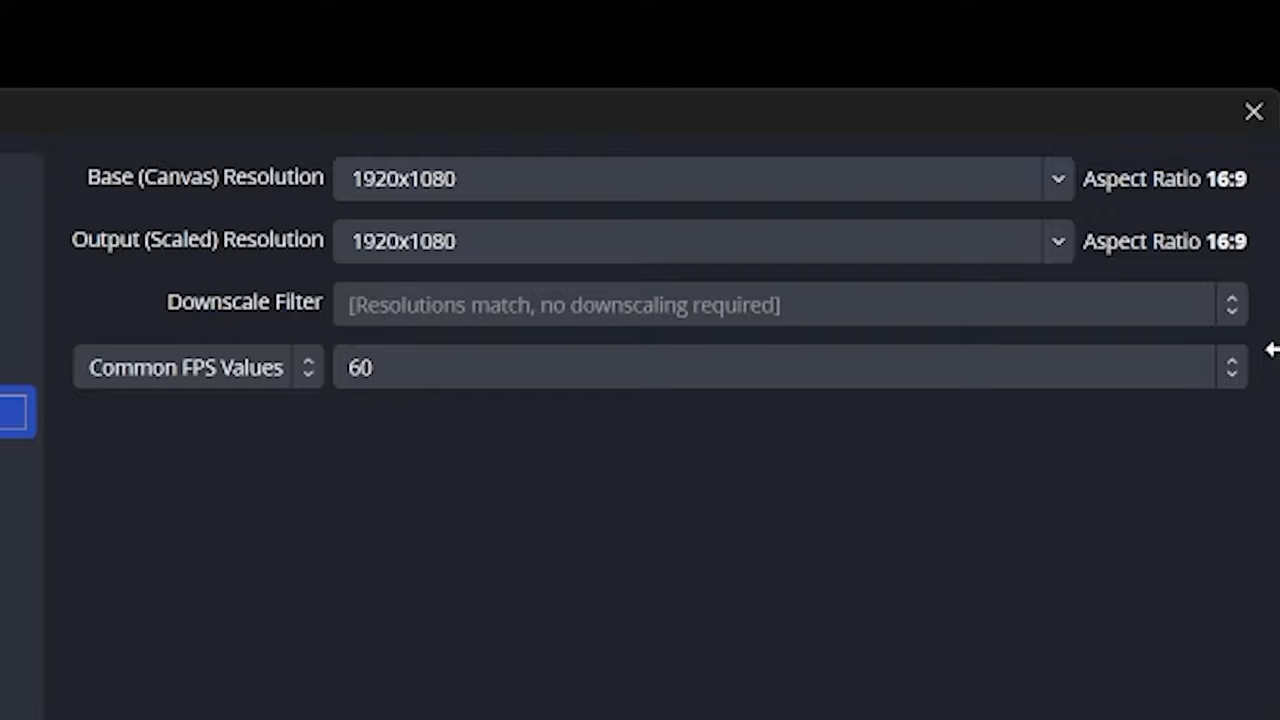 Base (Canvas) Resolution 1920x1080 Aspect Ratio 16:9
Output (Scaled) Resolution 1920x1080 Aspect Ratio 16:9
Downscale Filter [Resolutions match, no downscaling required]
Common FPS Values 60